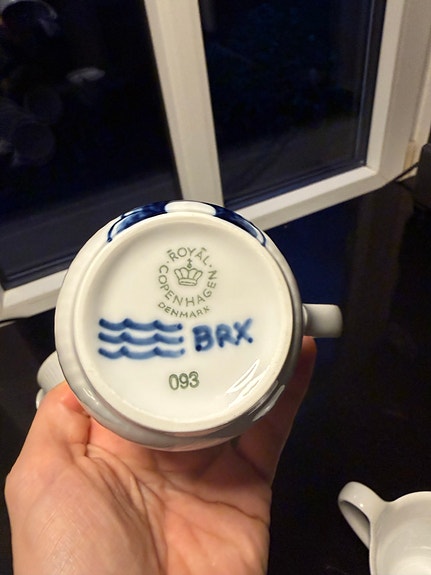 ROYAL
COPENHAGEN
DENMARK
BRX
093